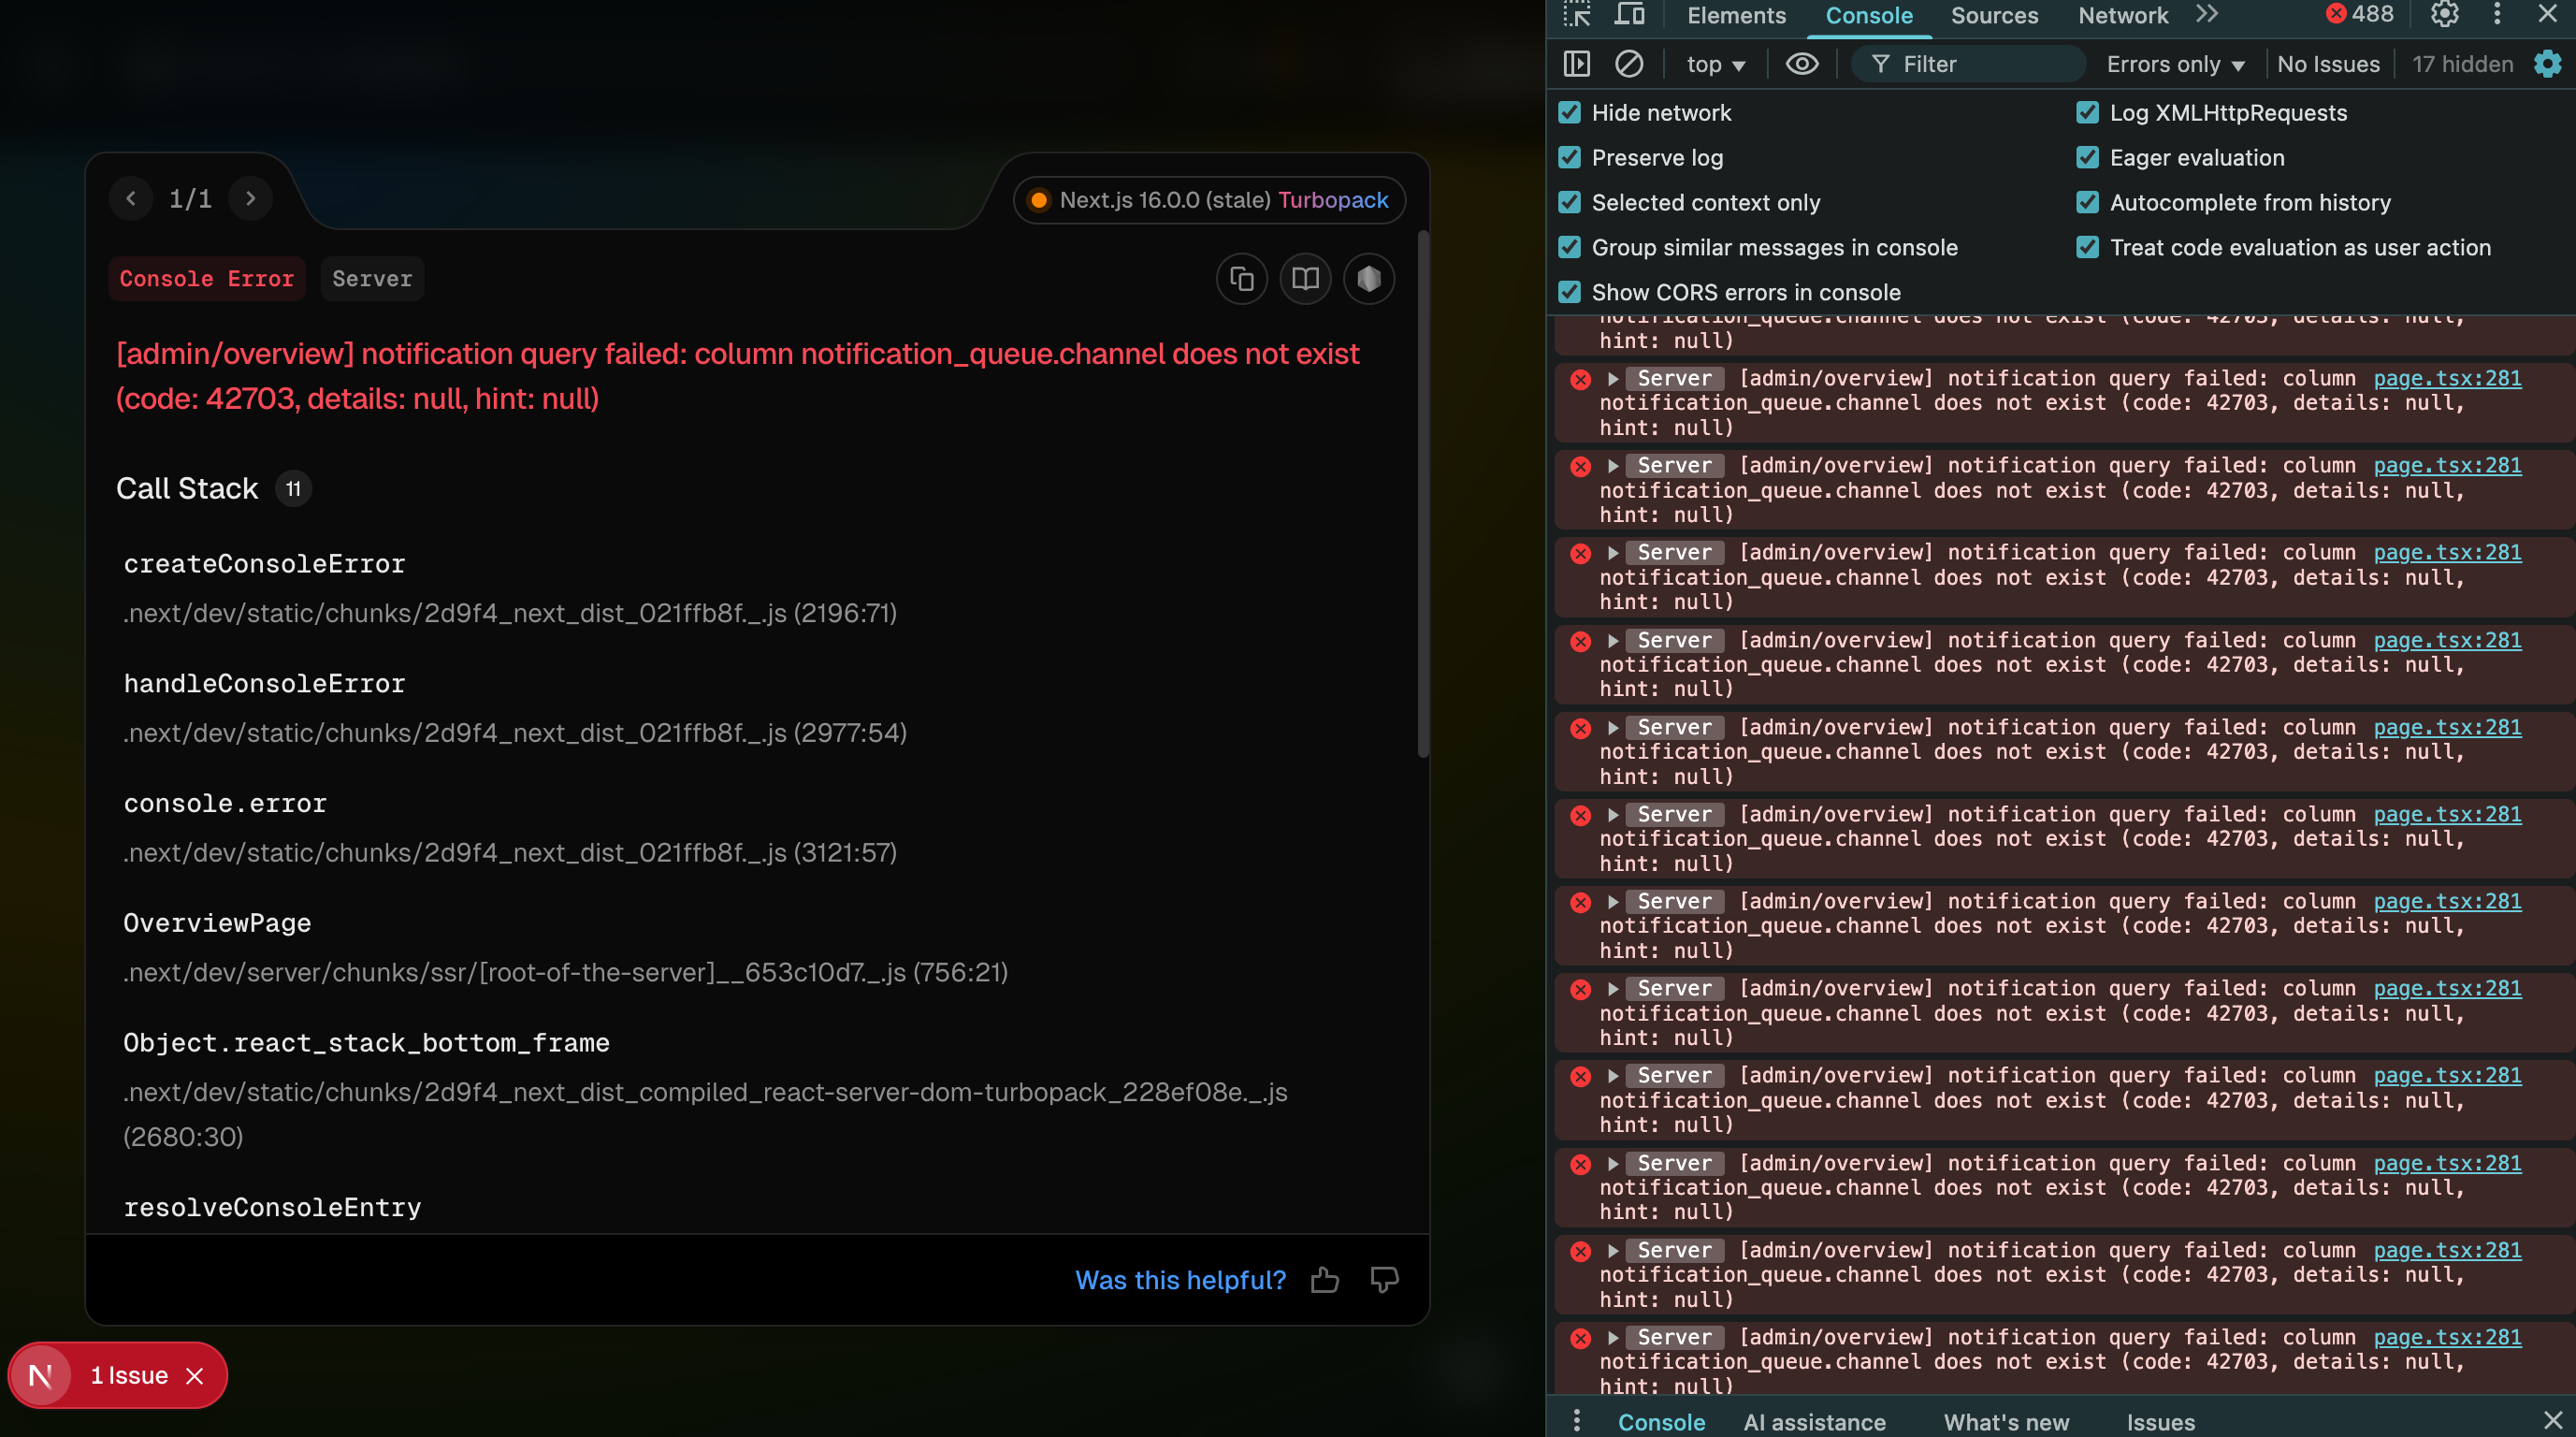 1/1
Next.js 16.0.0 (stale) Turbopack
Console Error
Server
[admin/overview] notification query failed: column notification_queue.channel does not exist
(code: 42703, details: null, hint: null)
Call Stack 11
createConsoleError
.next/dev/static/chunks/2d9f4_next_dist_021ffb8f._.js (2196:71)
handleConsoleError
.next/dev/static/chunks/2d9f4_next_dist_021ffb8f._.js (2977:54)
console.error
.next/dev/static/chunks/2d9f4_next_dist_021ffb8f._.js (3121:57)
OverviewPage
.next/dev/server/chunks/ssr/[root-of-the-server]__653c10d7._.js (756:21)
Object.react_stack_bottom_frame
.next/dev/static/chunks/2d9f4_next_dist_compiled_react-server-dom-turbopack_228ef08e._.js
(2680:30)
resolveConsoleEntry
Was this helpful?
N 1 Issue
Elements Console Sources Network 488
top Filter Errors only No Issues 17 hidden
Hide network
Log XMLHttpRequests
Preserve log
Eager evaluation
Selected context only
Autocomplete from history
Group similar messages in console
Treat code evaluation as user action
Show CORS errors in console
notification_queue.channel does not exist (code: 42703, details: null,
hint: null)
Server [admin/overview] notification query failed: column page.tsx:281
notification_queue.channel does not exist (code: 42703, details: null,
hint: null)
Server [admin/overview] notification query failed: column page.tsx:281
notification_queue.channel does not exist (code: 42703, details: null,
hint: null)
Server [admin/overview] notification query failed: column page.tsx:281
notification_queue.channel does not exist (code: 42703, details: null,
hint: null)
Server [admin/overview] notification query failed: column page.tsx:281
notification_queue.channel does not exist (code: 42703, details: null,
hint: null)
Server [admin/overview] notification query failed: column page.tsx:281
notification_queue.channel does not exist (code: 42703, details: null,
hint: null)
Server [admin/overview] notification query failed: column page.tsx:281
notification_queue.channel does not exist (code: 42703, details: null,
hint: null)
Server [admin/overview] notification query failed: column page.tsx:281
notification_queue.channel does not exist (code: 42703, details: null,
hint: null)
Server [admin/overview] notification query failed: column page.tsx:281
notification_queue.channel does not exist (code: 42703, details: null,
hint: null)
Server [admin/overview] notification query failed: column page.tsx:281
notification_queue.channel does not exist (code: 42703, details: null,
hint: null)
Server [admin/overview] notification query failed: column page.tsx:281
notification_queue.channel does not exist (code: 42703, details: null,
hint: null)
Server [admin/overview] notification query failed: column page.tsx:281
notification_queue.channel does not exist (code: 42703, details: null,
hint: null)
Server [admin/overview] notification query failed: column page.tsx:281
notification_queue.channel does not exist (code: 42703, details: null,
hint: null)
Console AI assistance What's new Issues